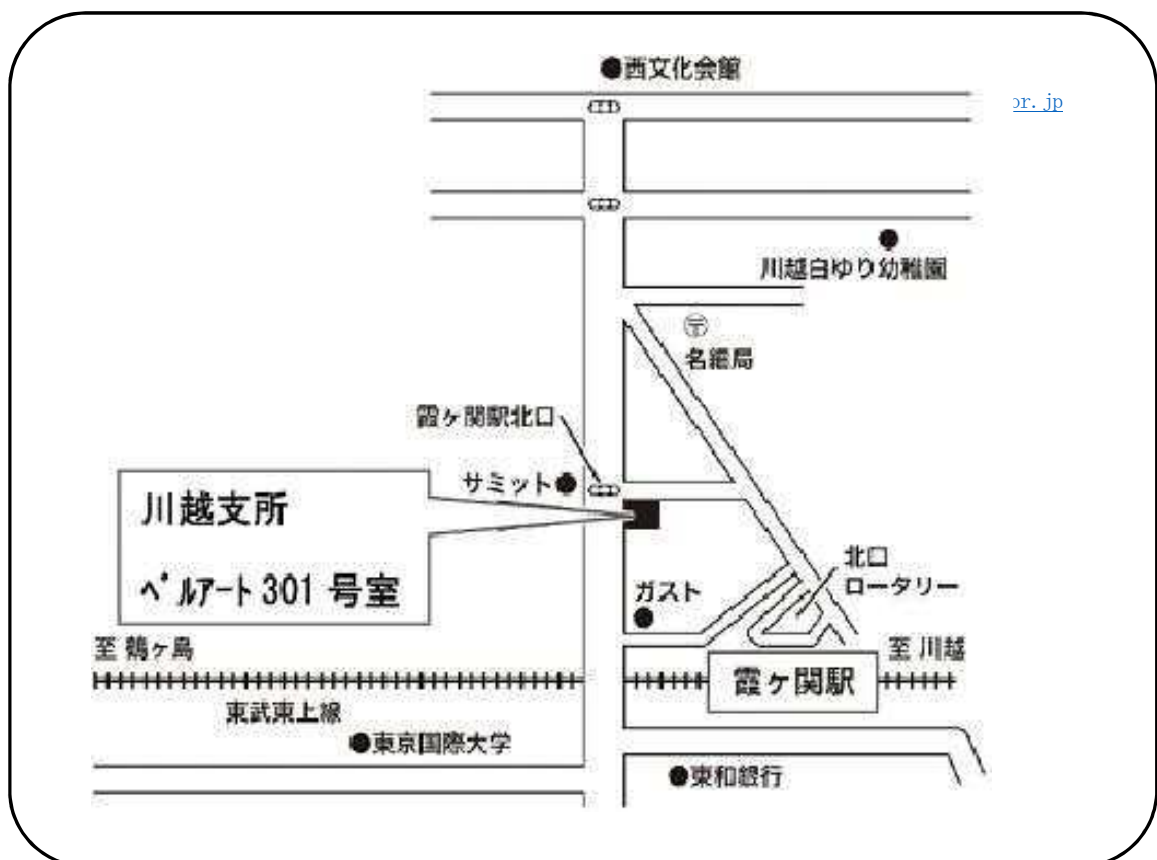 西文化会館
or.jp
川越白ゆり幼稚園
〒
名細局
霞ヶ関駅北口
サミット
川越支所
ベルアート 301 号室
北口
ロータリー
ガスト
至 鶴ヶ島
至 川越
霞ヶ関駅
東武東上線
東京国際大学
東和銀行